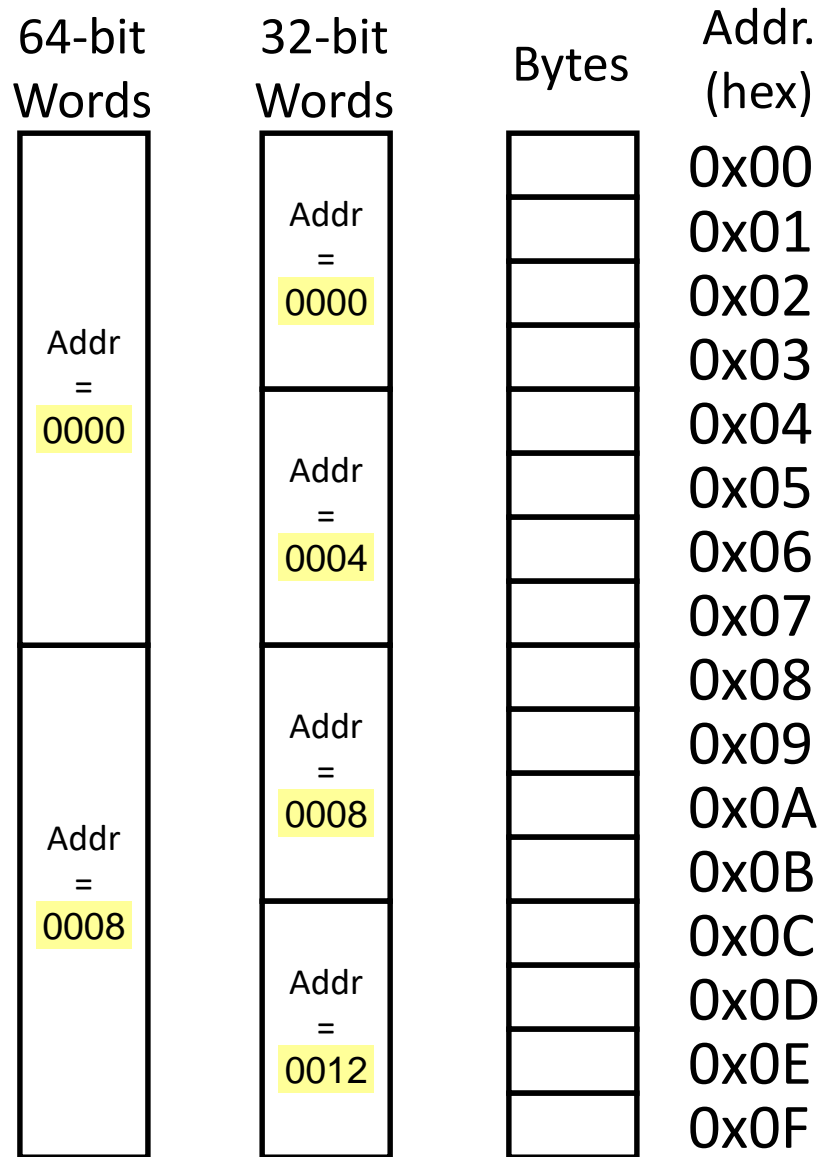 64-bit
Words
Addr
=
0000
Addr
=
0008
32-bit
Words
Addr
=
0000
Addr
=
0004
Addr
=
0008
Addr
=
0012
Bytes
Addr.
(hex)
0x00
0x01
0x02
0x03
0x04
0x05
0x06
0x07
0x08
0x09
0x0A
0x0B
0x0C
0x0D
0x0E
0x0F